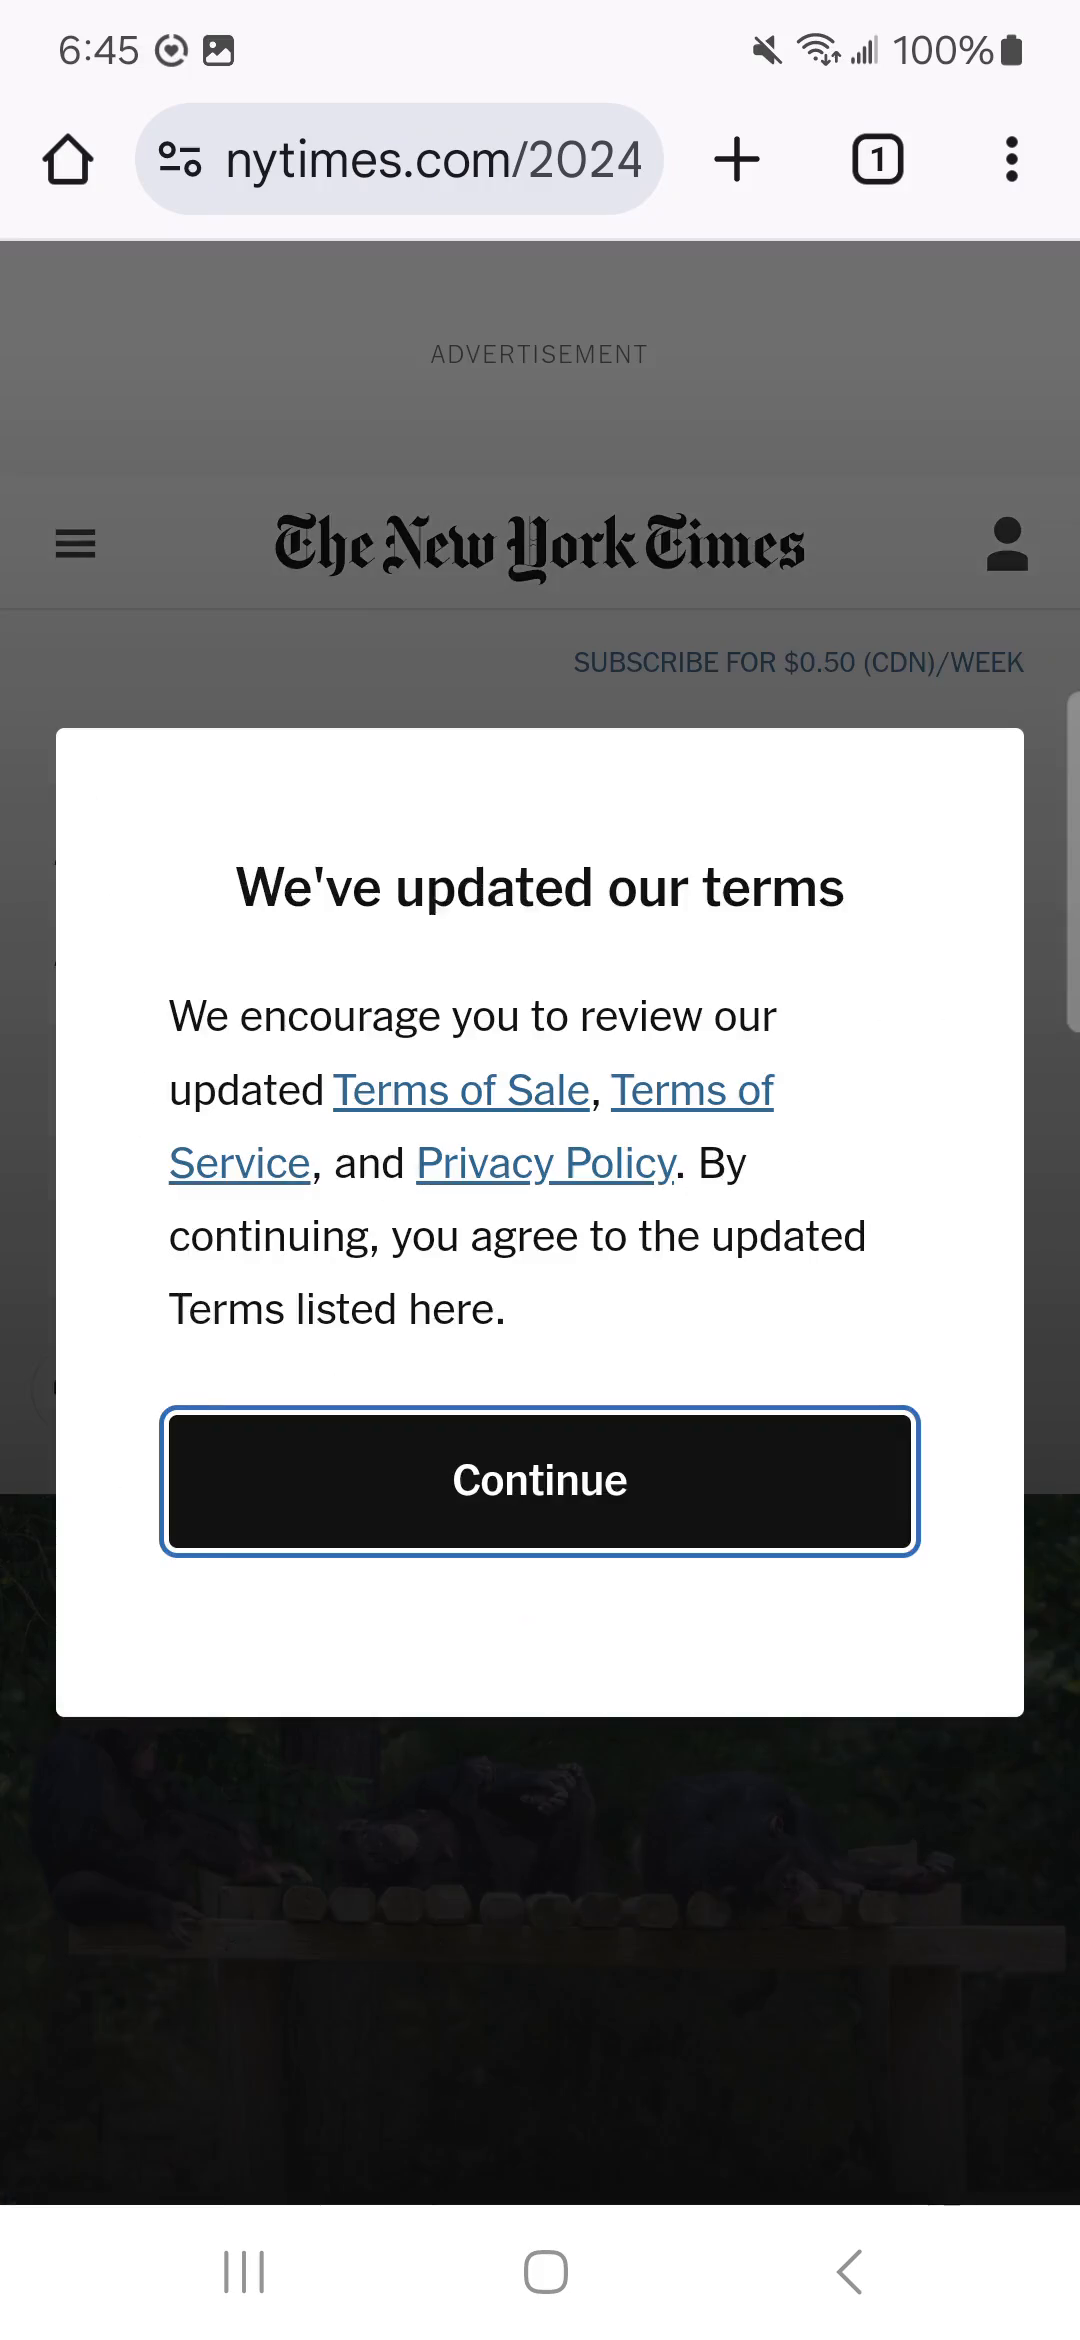 6:45 100%
nytimes.com/2024 1
ADVERTISEMENT
The New York Times
SUBSCRIBE FOR $0.50 (CDN)/WEEK
We've updated our terms
We encourage you to review our
updated Terms of Sale, Terms of
Service, and Privacy Policy. By
continuing, you agree to the updated
Terms listed here.
Continue